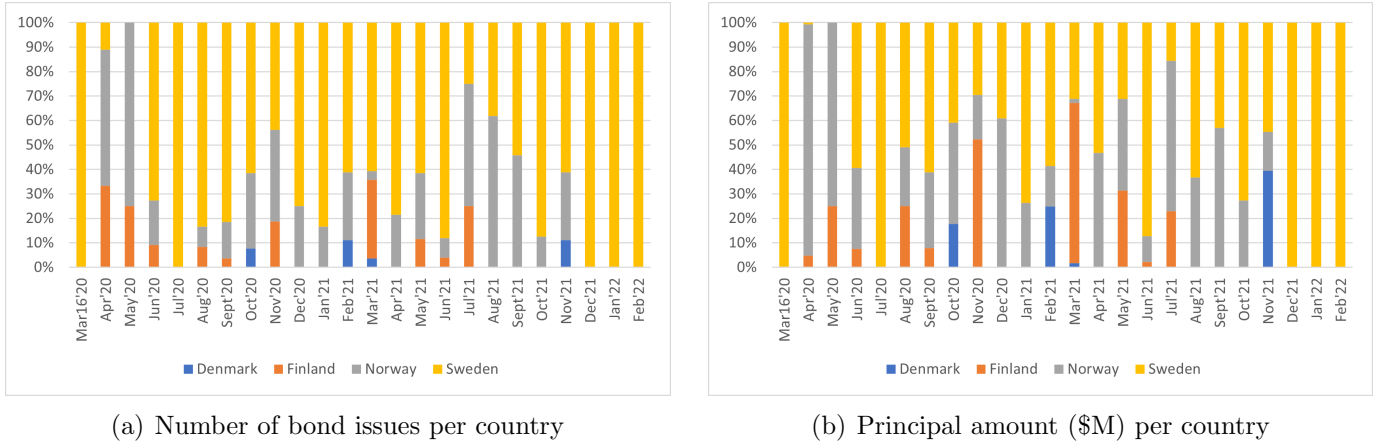 100%
90%
80%
70%
60%
50%
40%
30%
20%
10%
0%
Mar16'20
Apr'20
May'20
Jun'20
Jul'20
Aug'20
Sept'20
Oct'20
Nov'20
Dec'20
Jan'21
Feb'21
Mar'21
Apr'21
May'21
Jun'21
Jul'21
Aug'21
Sept'21
Oct'21
Nov'21
Dec'21
Jan'22
Feb'22
Denmark Finland Norway Sweden
(a) Number of bond issues per country
100%
90%
80%
70%
60%
50%
40%
30%
20%
10%
0%
Mar16'20
Apr'20
May'20
Jun'20
Jul'20
Aug'20
Sept'20
Oct'20
Nov'20
Dec'20
Jan'21
Feb'21
Mar'21
Apr'21
May'21
Jun'21
Jul'21
Aug'21
Sept'21
Oct'21
Nov'21
Dec'21
Jan'22
Feb'22
Denmark Finland Norway Sweden
(b) Principal amount ($M) per country